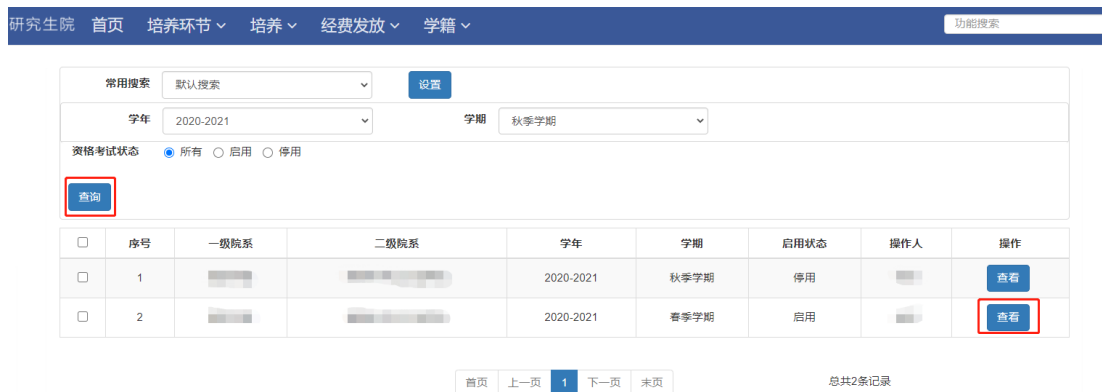 研究生院 首页 培养环节 培养 经费发放 学籍 功能搜索
常用搜索 默认搜索 设置
学年 2020-2021 学期 秋季学期
资格考试状态 所有 启用 停用
查询
序号 一级院系 二级院系 学年 学期 启用状态 操作人 操作
1 2020-2021 秋季学期 停用 查看
2 2020-2021 春季学期 启用 查看
首页 上一页 1 下一页 末页 总共2条记录